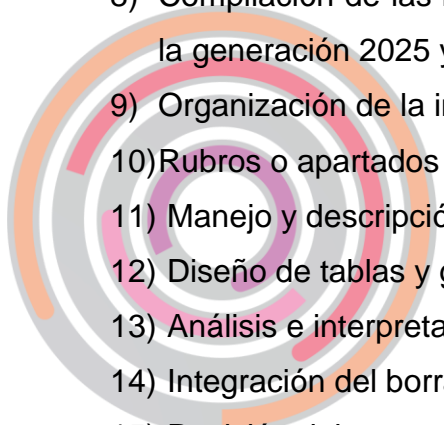 la generación 2025 y
9) Organización de la i
10)Rubros o apartados
11) Manejo y descripció
12) Diseño de tablas y g
13) Análisis e interpreta
14) Integración del borr